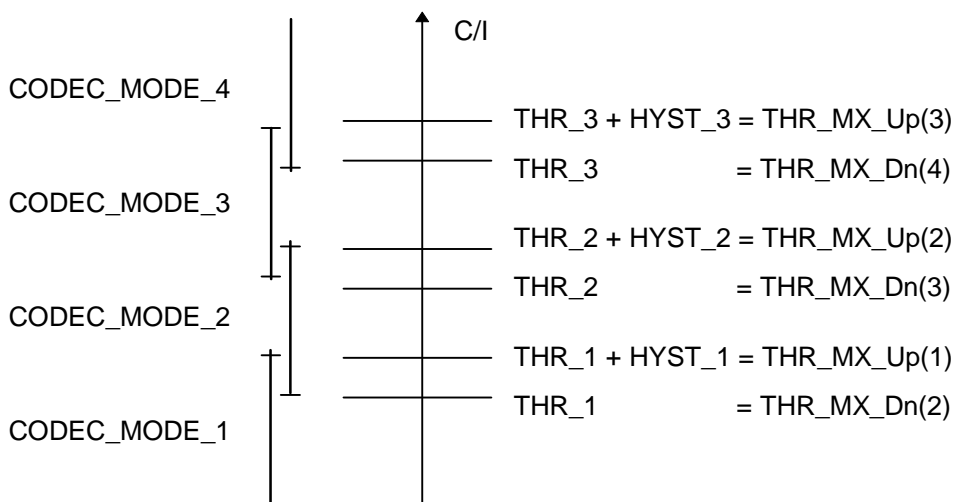 C/I
CODEC_MODE_4
THR_3 + HYST_3 = THR_MX_Up(3)
THR_3 = THR_MX_Dn(4)
CODEC_MODE_3
THR_2 + HYST_2 = THR_MX_Up(2)
THR_2 = THR_MX_Dn(3)
CODEC_MODE_2
THR_1 + HYST_1 = THR_MX_Up(1)
THR_1 = THR_MX_Dn(2)
CODEC_MODE_1